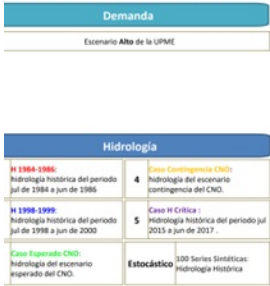 Demanda
Escenario Alto de la UPME
Hidrología
H 1984-1986:
hidrología histórica del periodo
jul de 1984 a jun de 1986
4
Caso Contingencia CNO:
hidrología del escenario
contingencia del CNO.
H 1998-1999:
hidrología histórica del periodo
jul de 1998 a jun de 2000
5
Caso H Crítica :
Hidrología histórica del periodo jul
2015 a jun de 2017 .
Caso Esperado CNO:
hidrología del escenario
esperado del CNO.
Estocástico
100 Series Sintéticas:
Hidrología Histórica